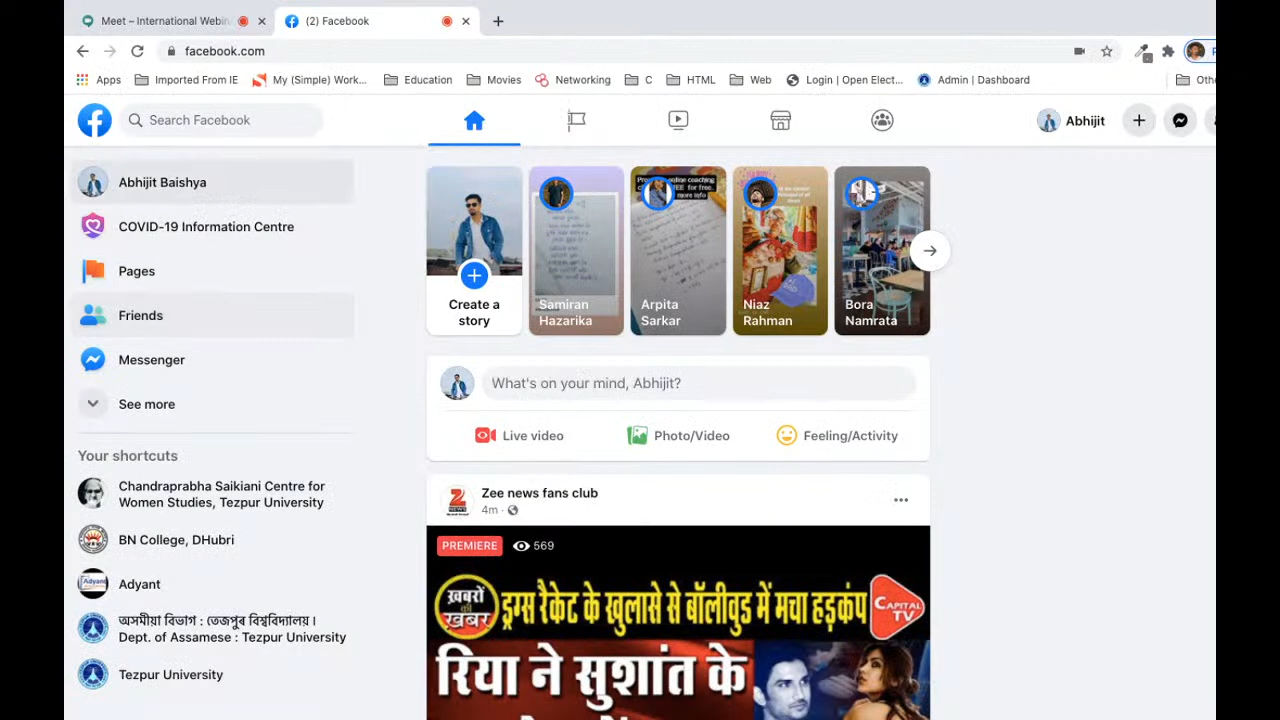 Meet – International Webin
(2) Facebook
facebook.com
Apps
Imported From IE
My (Simple) Work...
Education
Movies
Networking
C
HTML
Web
Login | Open Elect...
Admin | Dashboard
Search Facebook
Abhijit
Abhijit Baishya
COVID-19 Information Centre
Pages
Friends
Messenger
See more
Your shortcuts
Chandraprabha Saikiani Centre for
Women Studies, Tezpur University
BN College, DHubri
Adyant
অসমীয়া বিভাগ : তেজপুৰ বিশ্ববিদ্যালয় ।
Dept. of Assamese : Tezpur University
Tezpur University
Create a
story
Samiran
Hazarika
Arpita
Sarkar
Niaz
Rahman
Bora
Namrata
What's on your mind, Abhijit?
Live video
Photo/Video
Feeling/Activity
Zee news fans club
4m ·
PREMIERE
569
ख़बरों
की
ख़बर
ड्रग्स रैकेट के खुलासे से बॉलीवुड में मचा हड़कंप
CAPITAL
TV
रिया ने सुशांत के